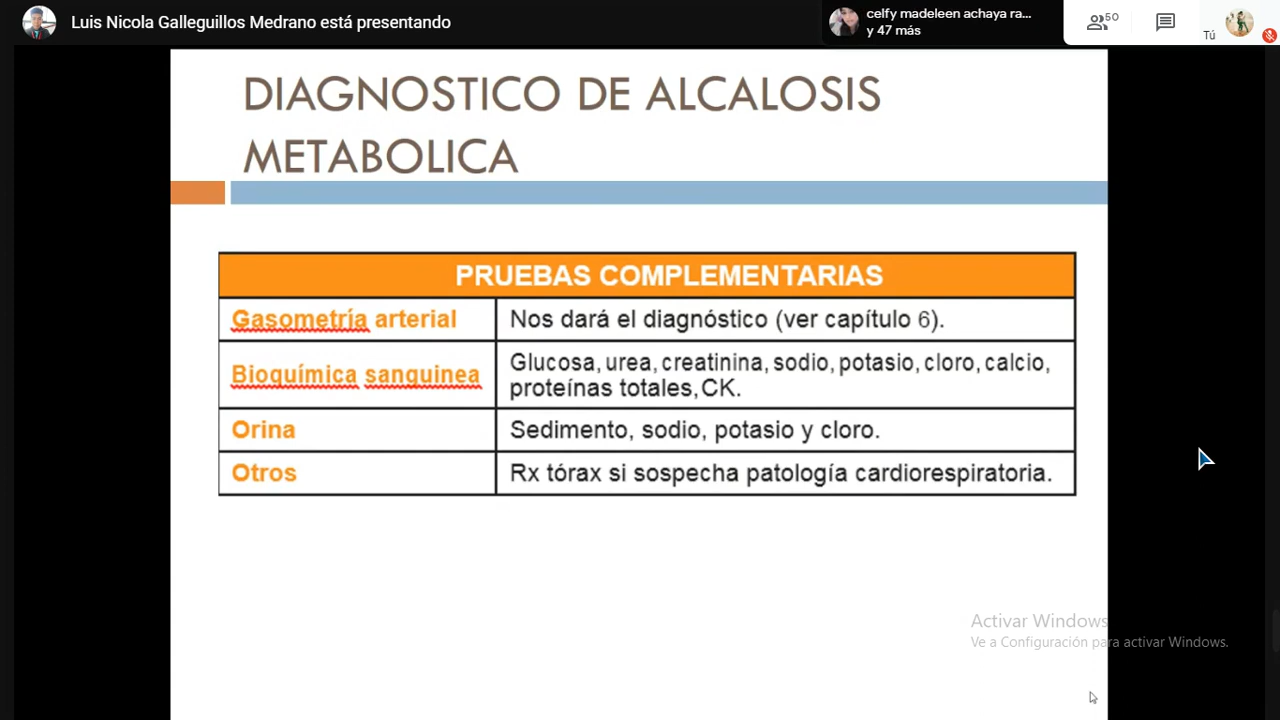 Luis Nicola Galleguillos Medrano está presentando
celfy madeleen achaya ra...
y 47 más
50
Tú
DIAGNOSTICO DE ALCALOSIS
METABOLICA
PRUEBAS COMPLEMENTARIAS
Gasometría arterial
Nos dará el diagnóstico (ver capítulo 6).
Bioquímica sanguinea
Glucosa, urea, creatinina, sodio, potasio, cloro, calcio,
proteínas totales, CK.
Orina
Sedimento, sodio, potasio y cloro.
Otros
Rx tórax si sospecha patología cardiorespiratoria.
Activar Windows
Ve a Configuración para activar Windows.